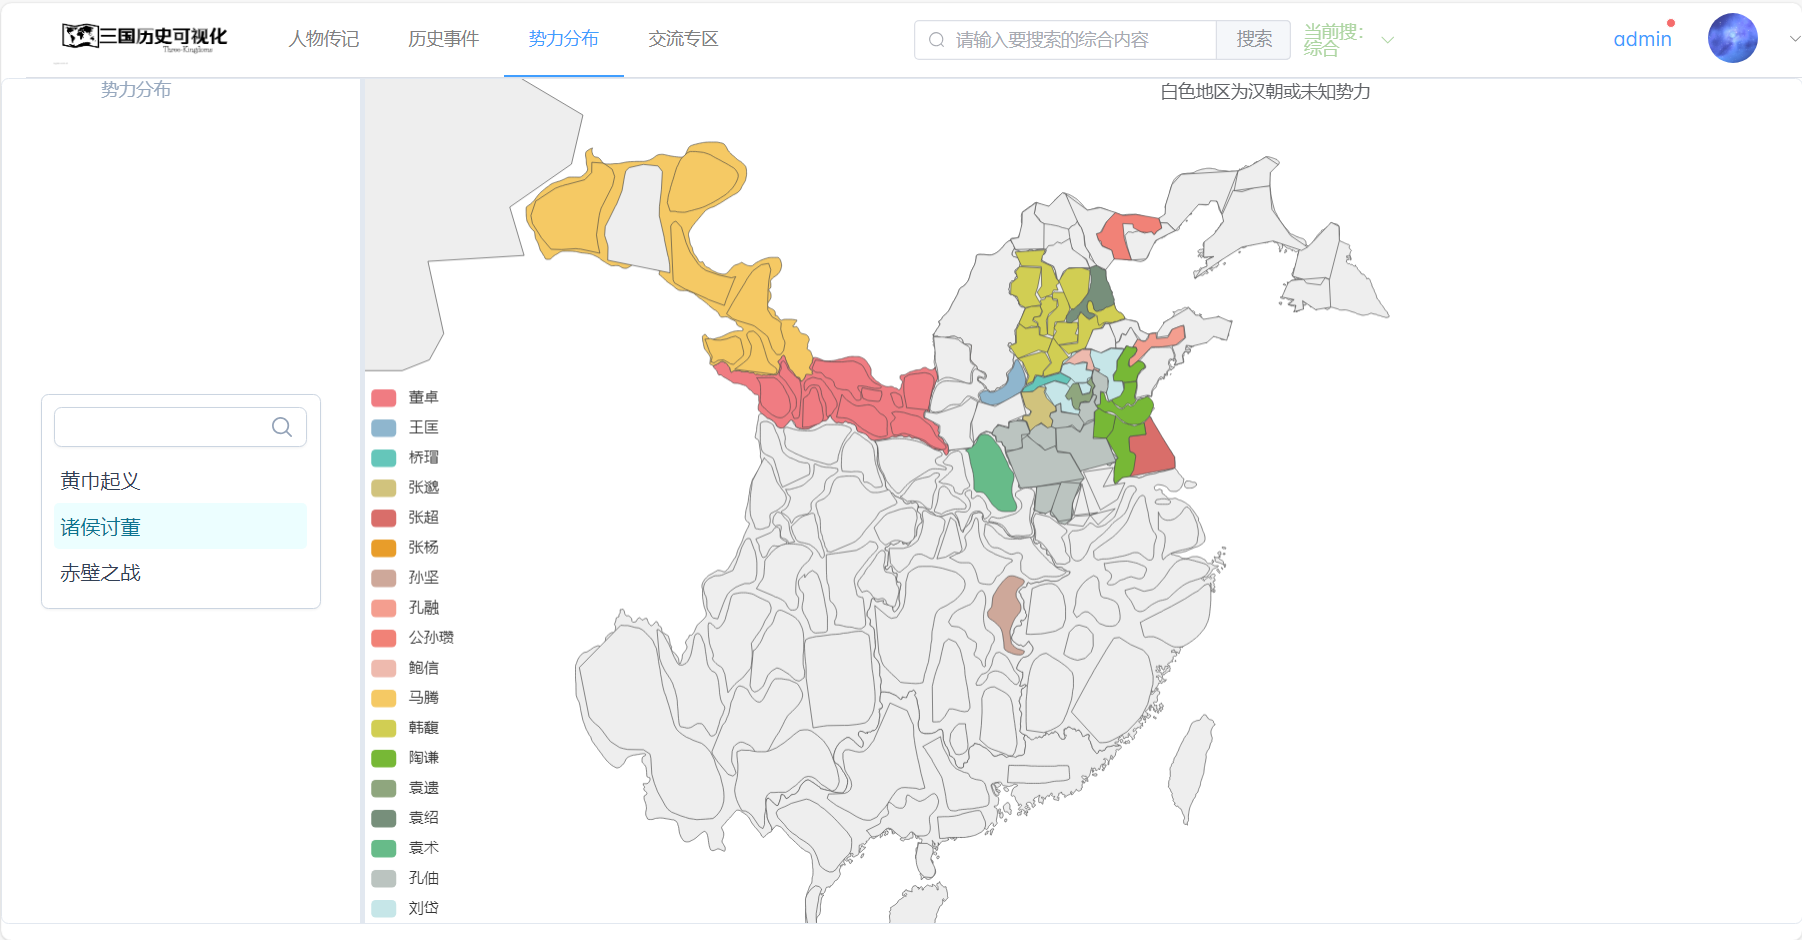 三国历史可视化
Three-Kingdoms
人物传记
历史事件
势力分布
交流专区
请输入要搜索的综合内容
搜索
当前搜:
综合
admin
势力分布
白色地区为汉朝或未知势力
黄巾起义
诸侯讨董
赤壁之战
董卓
王匡
桥瑁
张邈
张超
张杨
孙坚
孔融
公孙瓒
鲍信
马腾
韩馥
陶谦
袁遗
袁绍
袁术
孔伷
刘岱